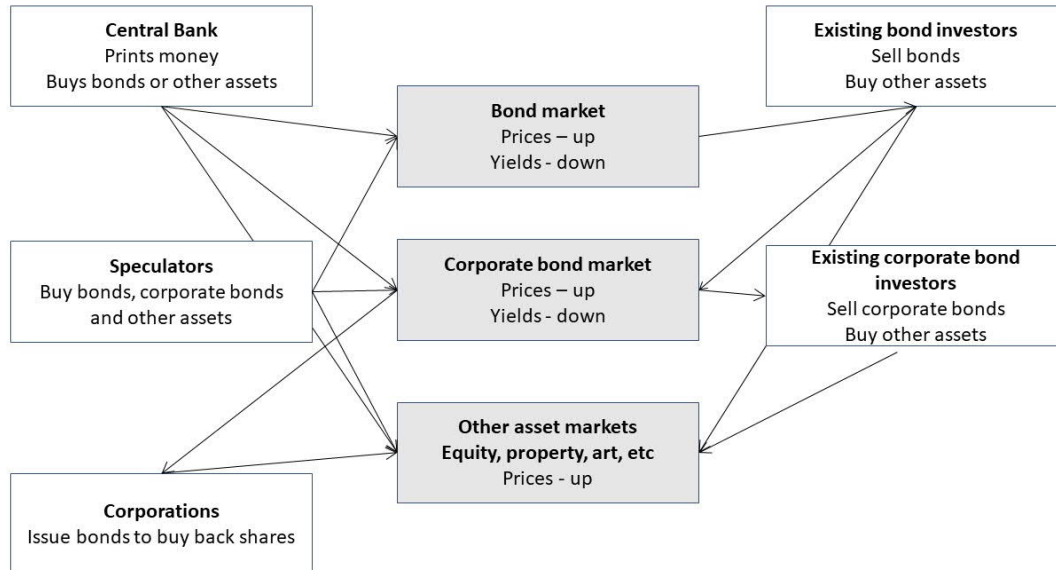 Central Bank
Prints money
Buys bonds or other assets
Existing bond investors
Sell bonds
Buy other assets
Bond market
Prices – up
Yields - down
Speculators
Buy bonds, corporate bonds
and other assets
Corporate bond market
Prices – up
Yields - down
Existing corporate bond
investors
Sell corporate bonds
Buy other assets
Other asset markets
Equity, property, art, etc
Prices - up
Corporations
Issue bonds to buy back shares